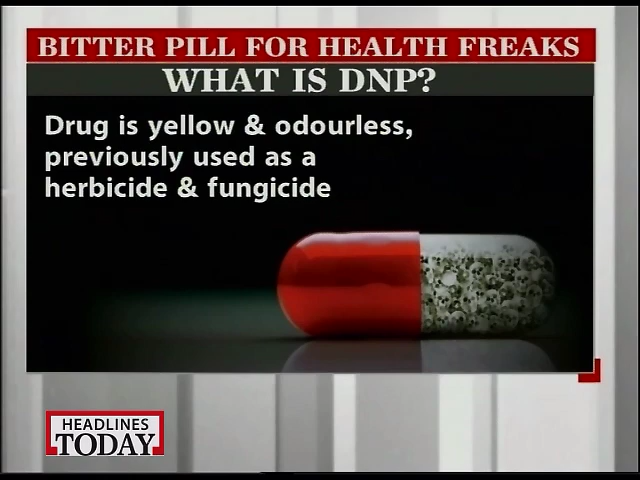 BITTER PILL FOR HEALTH FREAKS
WHAT IS DNP?
Drug is yellow & odourless,
previously used as a
herbicide & fungicide
HEADLINES
TODAY